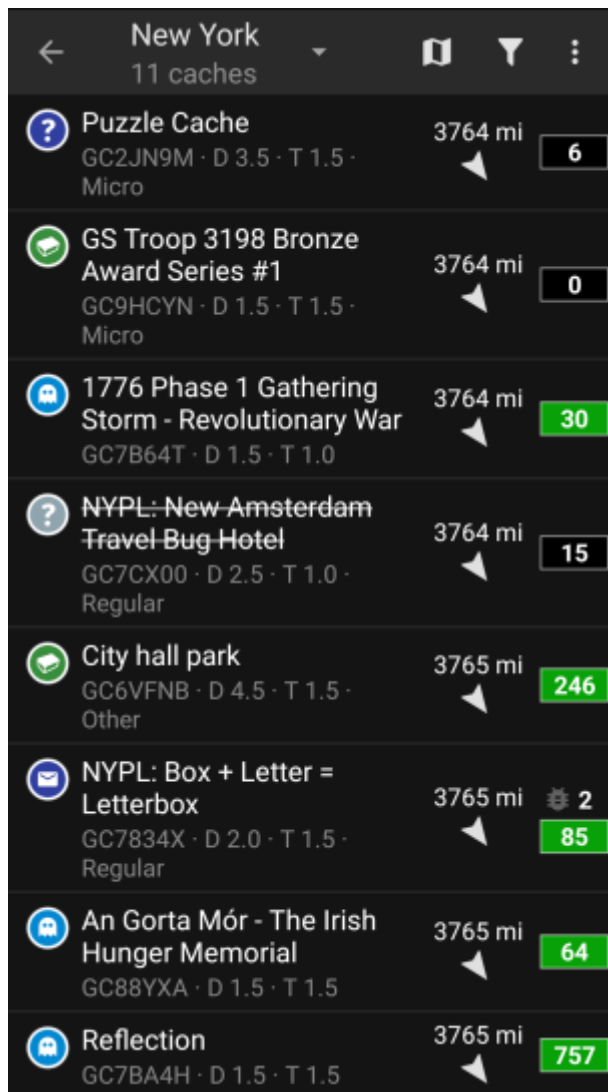 New York
11 caches
Puzzle Cache
GC2JN9M · D 3.5 · T 1.5 ·
Micro
3764 mi
6
GS Troop 3198 Bronze
Award Series #1
GC9HCYN · D 1.5 · T 1.5 ·
Micro
3764 mi
0
1776 Phase 1 Gathering
Storm - Revolutionary War
GC7B64T · D 1.5 · T 1.0
3764 mi
30
NYPL: New Amsterdam
Travel Bug Hotel
GC7CX00 · D 2.5 · T 1.0 ·
Regular
3764 mi
15
City hall park
GC6VFNB · D 4.5 · T 1.5 ·
Other
3765 mi
246
NYPL: Box + Letter =
Letterbox
GC7834X · D 2.0 · T 1.5 ·
Regular
3765 mi
2
85
An Gorta Mór - The Irish
Hunger Memorial
GC88YXA · D 1.5 · T 1.5
3765 mi
64
Reflection
GC7BA4H · D 1.5 · T 1.5
3765 mi
757